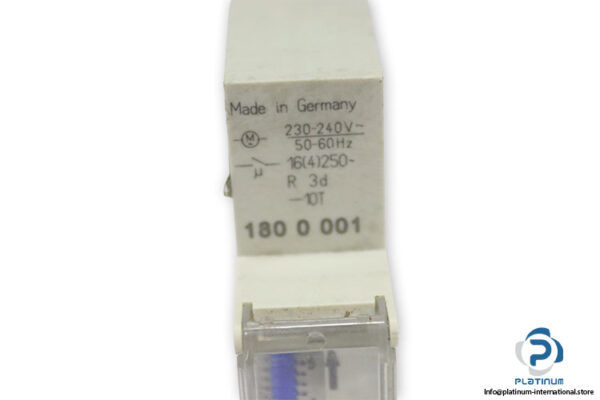 Made in Germany
M 230-240V~
50-60Hz
µ 16(4)250~
R 3d
-10T
180 0 001
PLATINUM
Info@platinum-international.store